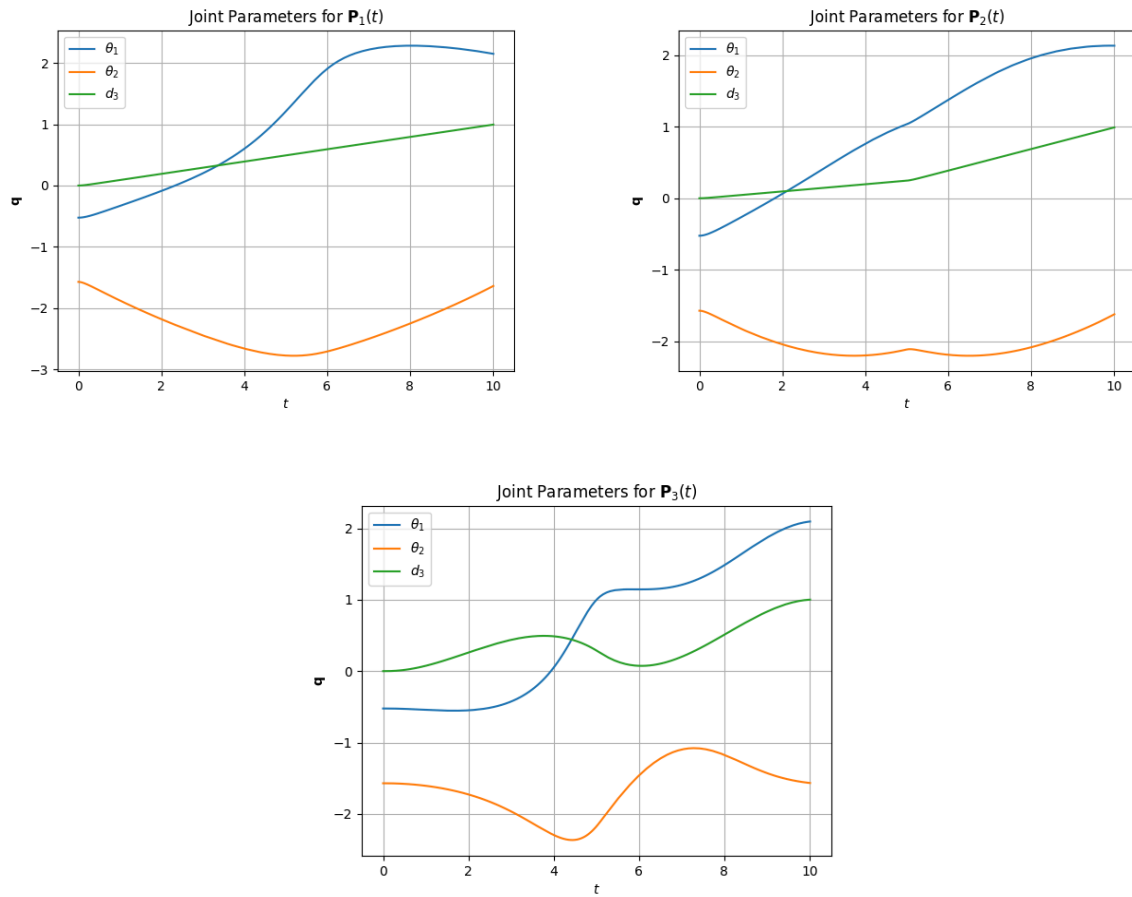 Joint Parameters for P₁(t)
θ₁
θ₂
d₃
2
1
0
−1
−2
−3
q
0 2 4 6 8 10
t
Joint Parameters for P₂(t)
θ₁
θ₂
d₃
2
1
0
−1
−2
q
0 2 4 6 8 10
t
Joint Parameters for P₃(t)
θ₁
θ₂
d₃
2
1
0
−1
−2
q
0 2 4 6 8 10
t